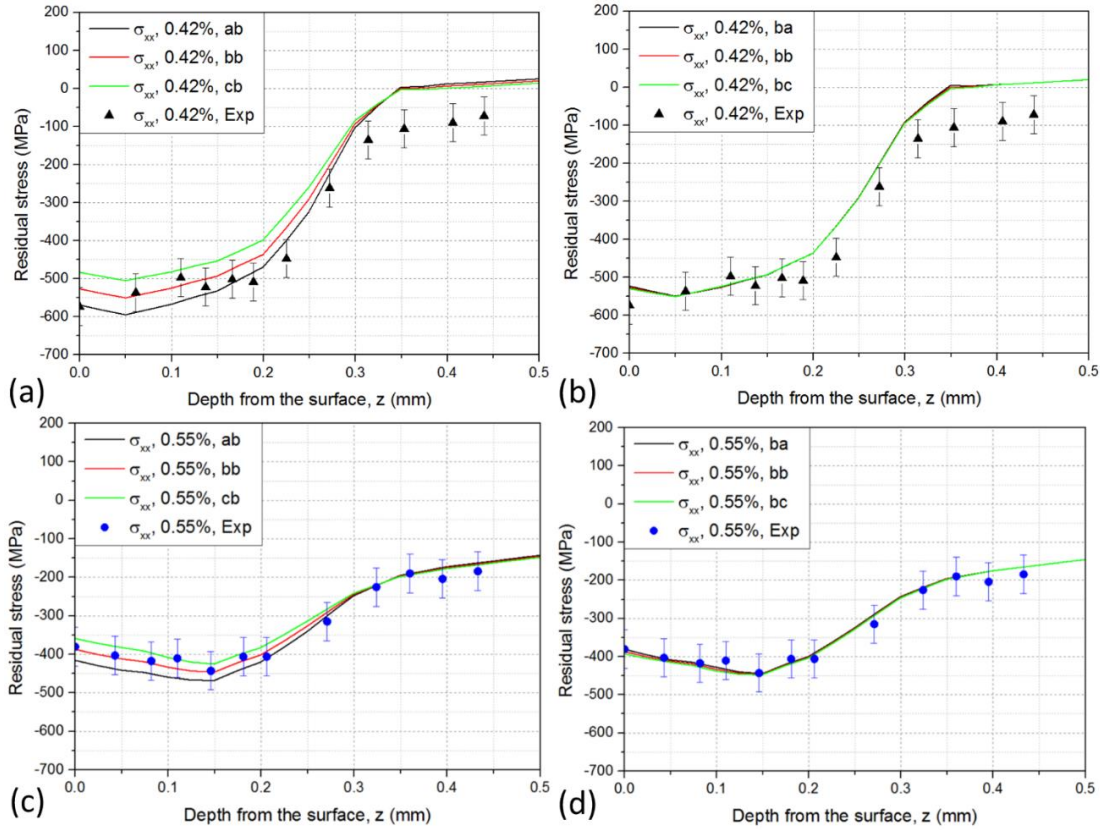 200
100
0
-100
-200
-300
-400
-500
-600
-700
Residual stress (MPa)
σxx, 0.42%, ab
σxx, 0.42%, bb
σxx, 0.42%, cb
σxx, 0.42%, Exp
0.0 0.1 0.2 0.3 0.4 0.5
Depth from the surface, z (mm)
(a)
200
100
0
-100
-200
-300
-400
-500
-600
-700
Residual stress (MPa)
σxx, 0.42%, ba
σxx, 0.42%, bb
σxx, 0.42%, bc
σxx, 0.42%, Exp
0.0 0.1 0.2 0.3 0.4 0.5
Depth from the surface, z (mm)
(b)
200
100
0
-100
-200
-300
-400
-500
-600
-700
Residual stress (MPa)
σxx, 0.55%, ab
σxx, 0.55%, bb
σxx, 0.55%, cb
σxx, 0.55%, Exp
0.0 0.1 0.2 0.3 0.4 0.5
Depth from the surface, z (mm)
(c)
200
100
0
-100
-200
-300
-400
-500
-600
-700
Residual stress (MPa)
σxx, 0.55%, ba
σxx, 0.55%, bb
σxx, 0.55%, bc
σxx, 0.55%, Exp
0.0 0.1 0.2 0.3 0.4 0.5
Depth from the surface, z (mm)
(d)